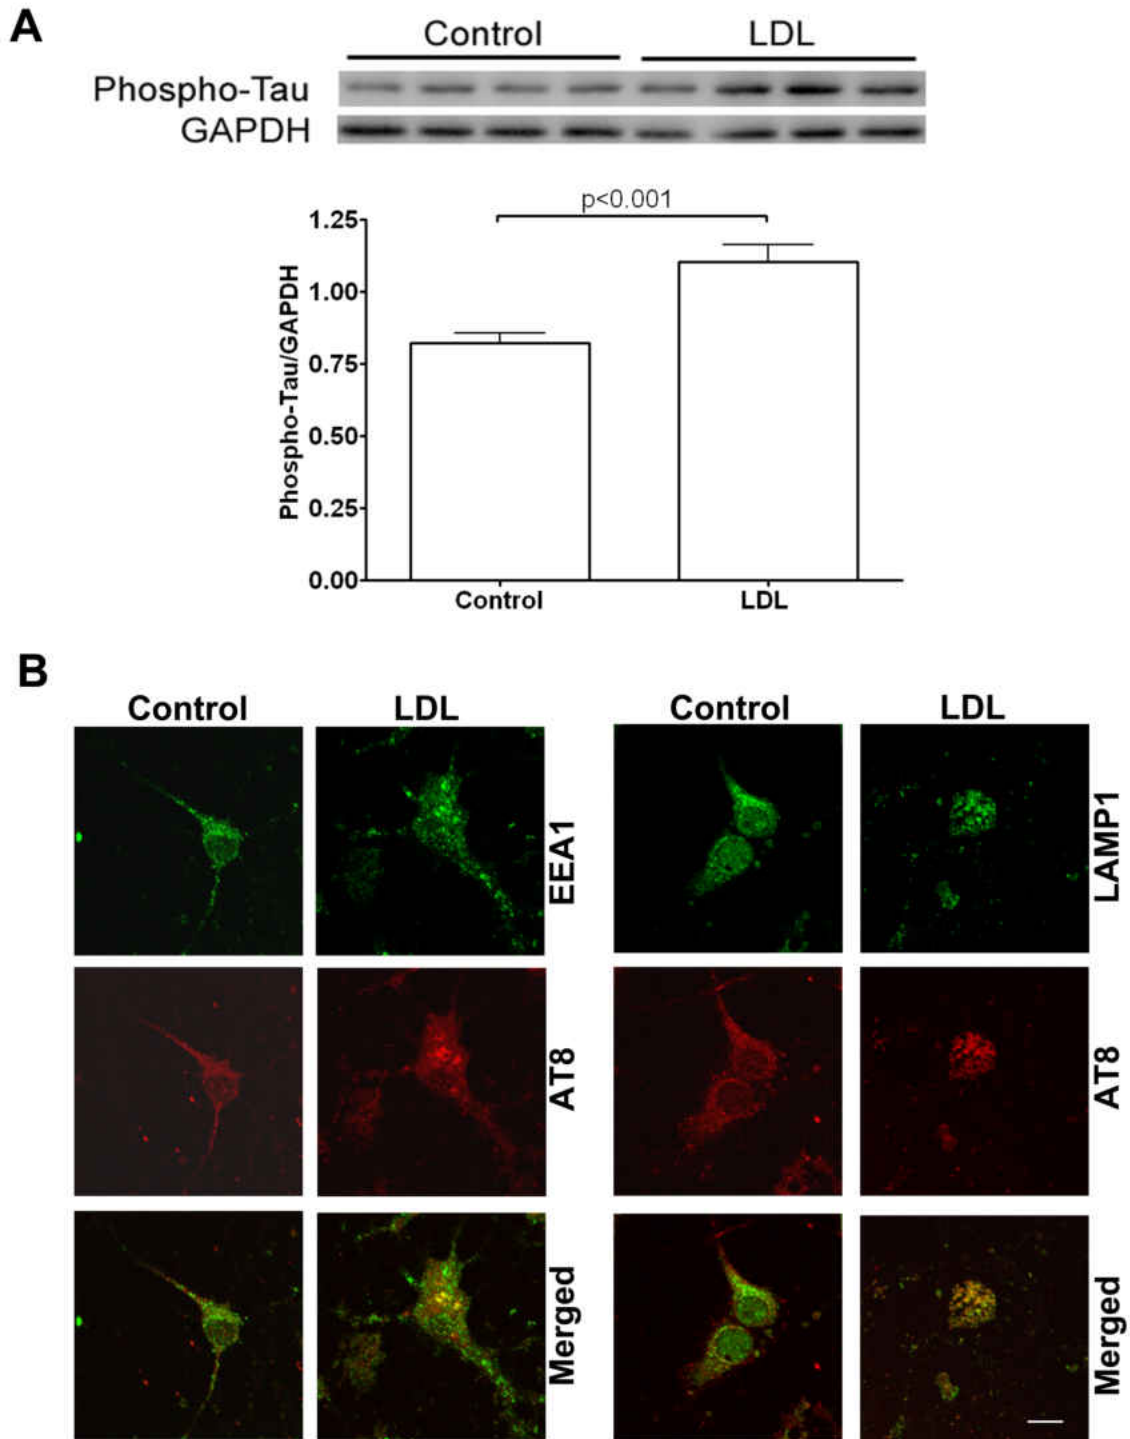 A
Control LDL
Phospho-Tau
GAPDH
p<0.001
1.25
1.00
0.75
0.50
0.25
0.00
Phospho-Tau/GAPDH
Control LDL
B
Control LDL Control LDL
EEA1 LAMP1
AT8 AT8
Merged Merged